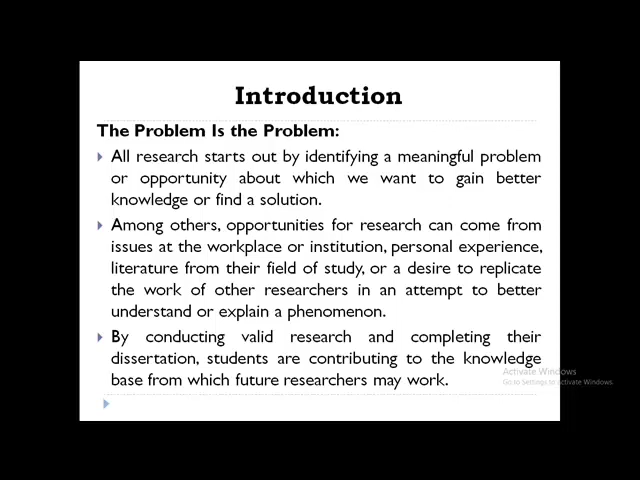 Introduction
The Problem Is the Problem:
All research starts out by identifying a meaningful problem
or opportunity about which we want to gain better
knowledge or find a solution.
Among others, opportunities for research can come from
issues at the workplace or institution, personal experience,
literature from their field of study, or a desire to replicate
the work of other researchers in an attempt to better
understand or explain a phenomenon.
By conducting valid research and completing their
dissertation, students are contributing to the knowledge
base from which future researchers may work.
Activate Windows
Go to Settings to activate Windows.